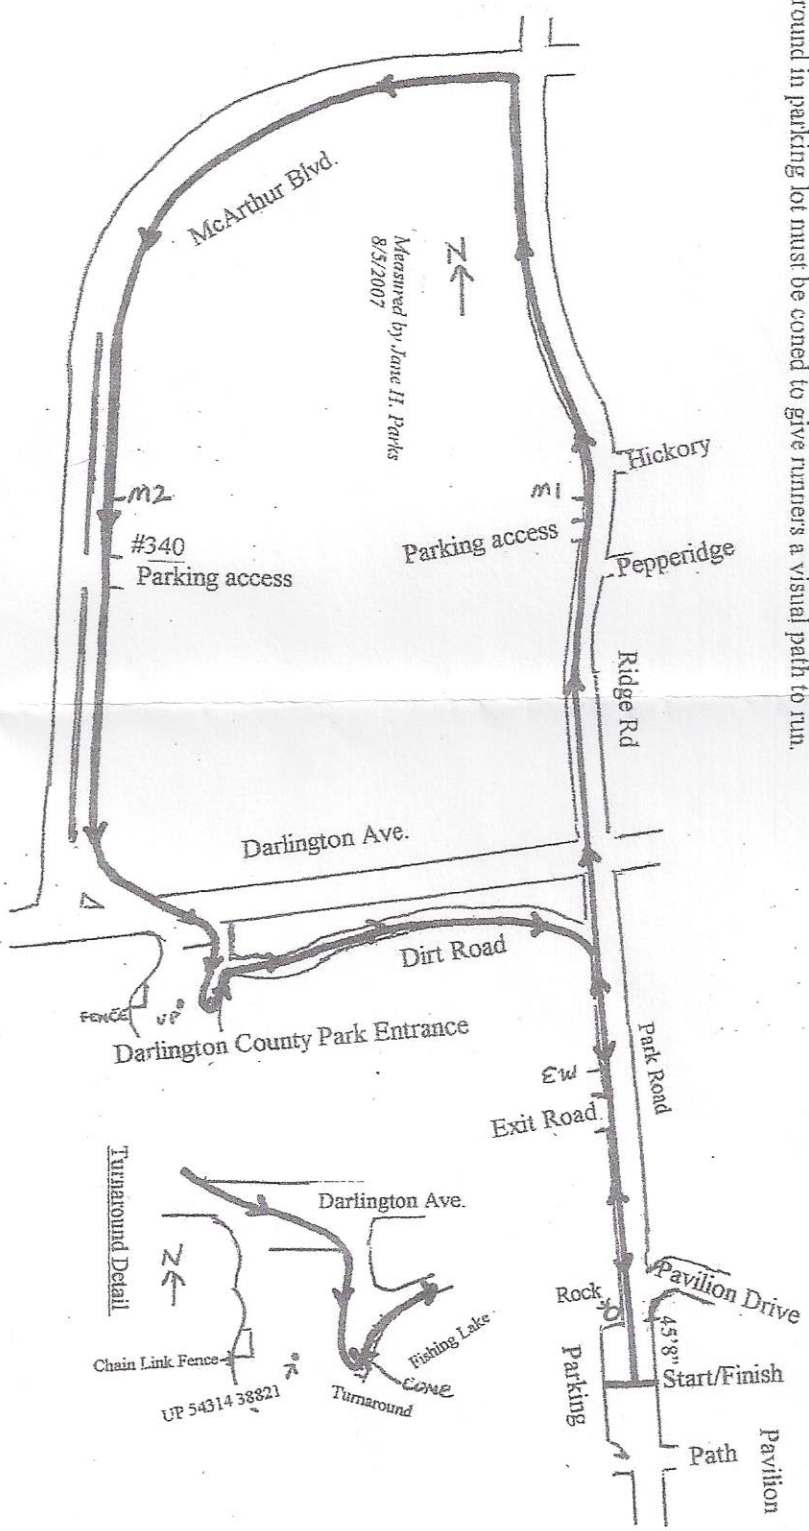 round in parking lot must be coned to give runners a visual path to run.
McArthur Blvd.
Measured by Jane H. Parks
8/5/2007
N
Hickory
M1
Parking access
Pepperidge
M2
#340
Parking access
Ridge Rd
Darlington Ave.
Dirt Road
FENCE
UP
Darlington County Park Entrance
Park Road
M3
Exit Road
Turnaround Detail
N
Darlington Ave.
Chain Link Fence
UP 54314 38821
Fishing Lake
CONE
Turnaround
Pavilion Drive
Rock
45'8"
Start/Finish
Parking
Path
Pavilion